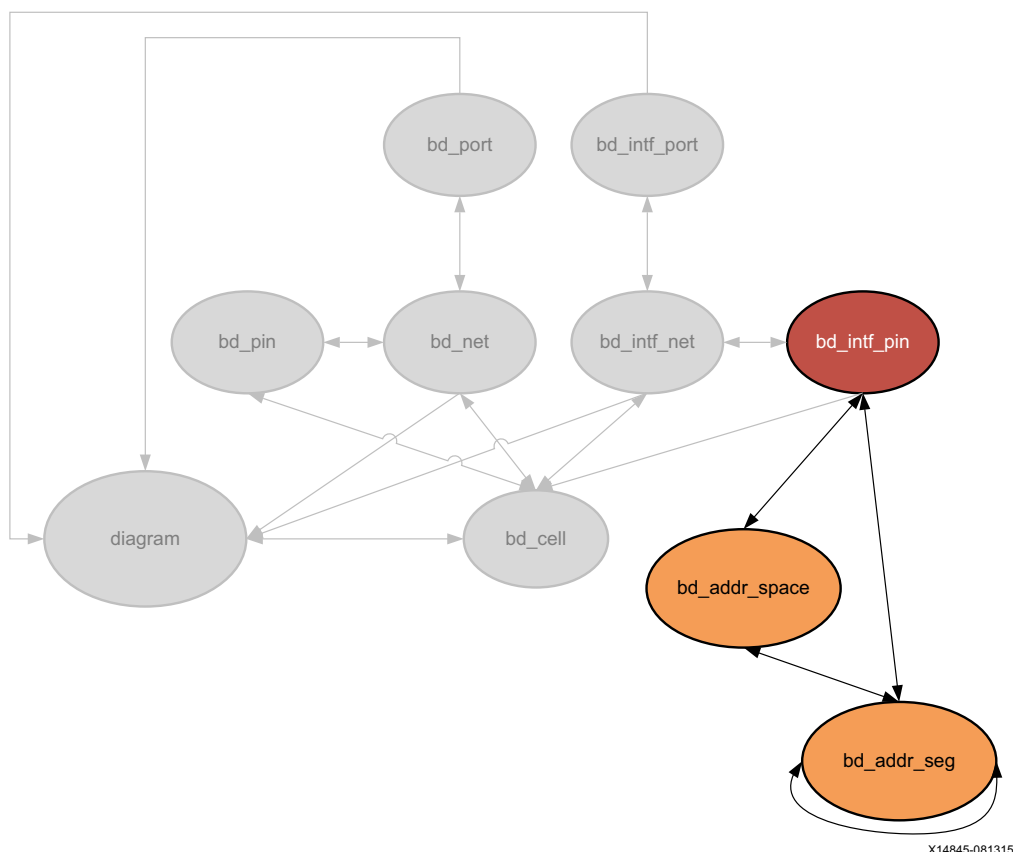 bd_port
bd_intf_port
bd_pin
bd_net
bd_intf_net
bd_intf_pin
diagram
bd_cell
bd_addr_space
bd_addr_seg
X14845-081315